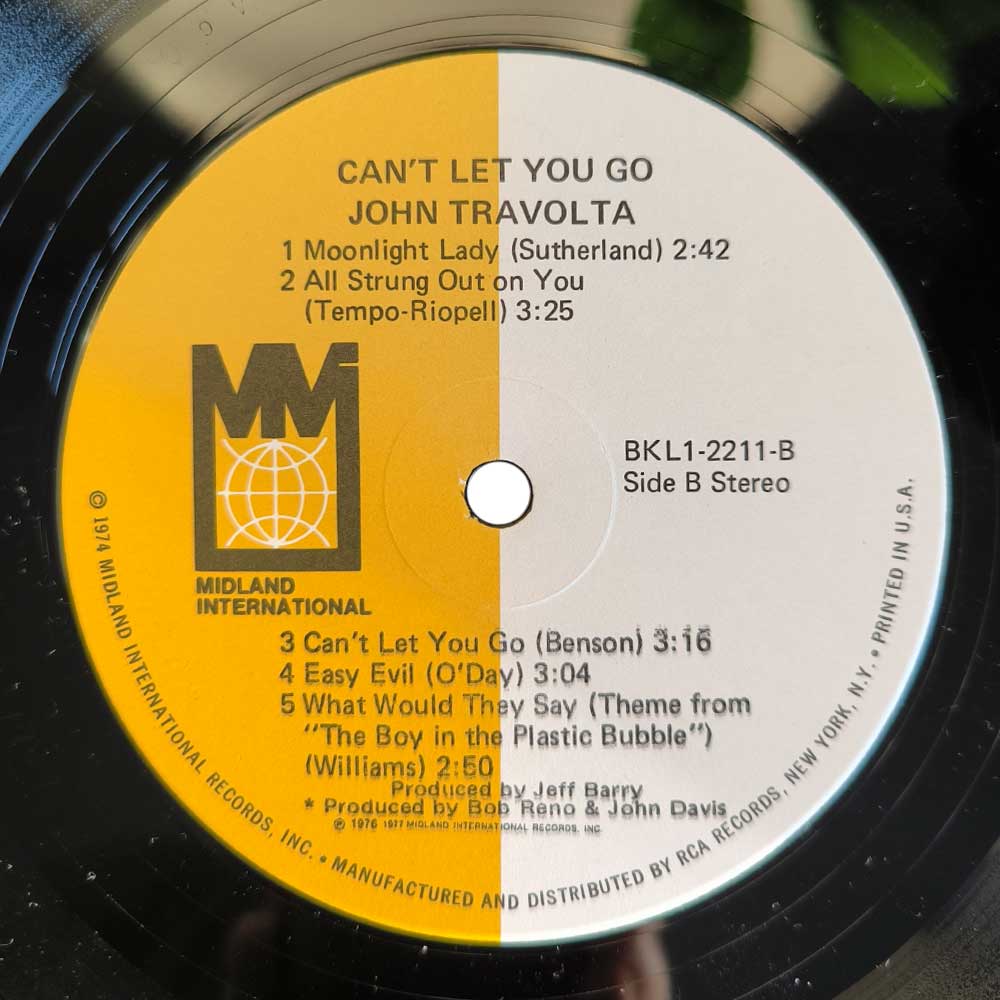 CAN'T LET YOU GO
JOHN TRAVOLTA
1 Moonlight Lady (Sutherland) 2:42
2 All Strung Out on You
(Tempo-Riopell) 3:25
MM
BKL1-2211-B
Side B Stereo
MIDLAND
INTERNATIONAL
3 Can't Let You Go (Benson) 3:16
4 Easy Evil (O'Day) 3:04
5 What Would They Say (Theme from
"The Boy in the Plastic Bubble")
(Williams) 2:50
Produced by Jeff Barry
* Produced by Bob Reno & John Davis
℗ 1976 1977 MIDLAND INTERNATIONAL RECORDS, INC.
© 1974 MIDLAND INTERNATIONAL RECORDS, INC. • MANUFACTURED AND DISTRIBUTED BY RCA RECORDS, NEW YORK, N.Y. • PRINTED IN U.S.A.